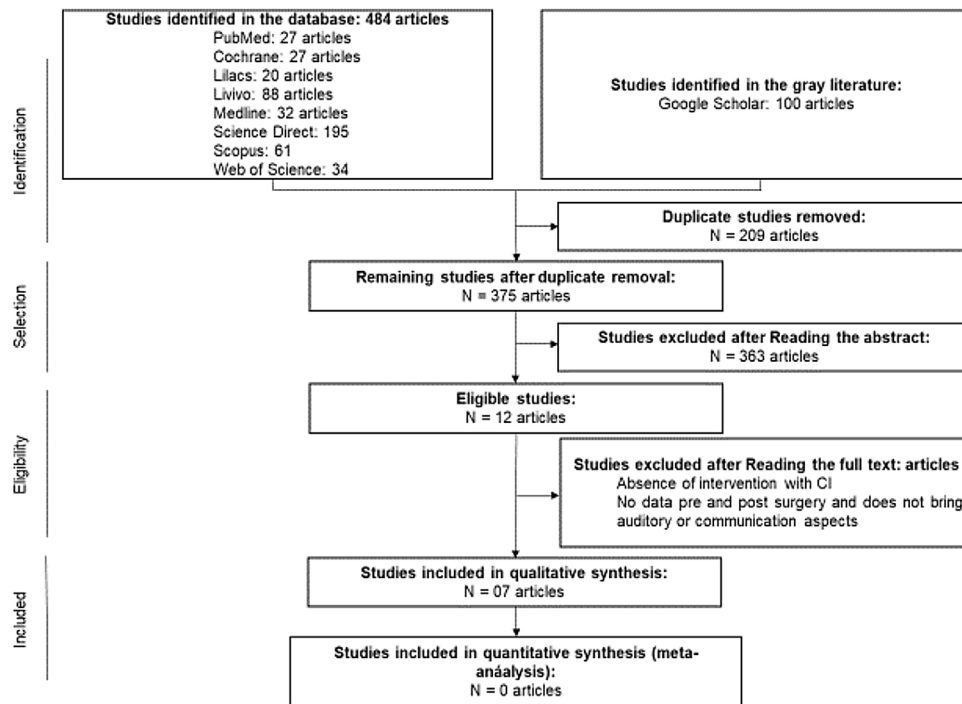 Studies identified in the database: 484 articles
PubMed: 27 articles
Cochrane: 27 articles
Lilacs: 20 articles
Livivo: 88 articles
Medline: 32 articles
Science Direct: 195
Scopus: 61
Web of Science: 34
Studies identified in the gray literature:
Google Scholar: 100 articles
Identification
Duplicate studies removed:
N = 209 articles
Remaining studies after duplicate removal:
N = 375 articles
Selection
Studies excluded after Reading the abstract:
N = 363 articles
Eligible studies:
N = 12 articles
Eligibility
Studies excluded after Reading the full text: articles
Absence of intervention with CI
No data pre and post surgery and does not bring
auditory or communication aspects
Studies included in qualitative synthesis:
N = 07 articles
Included
Studies included in quantitative synthesis (meta-
anáalysis):
N = 0 articles